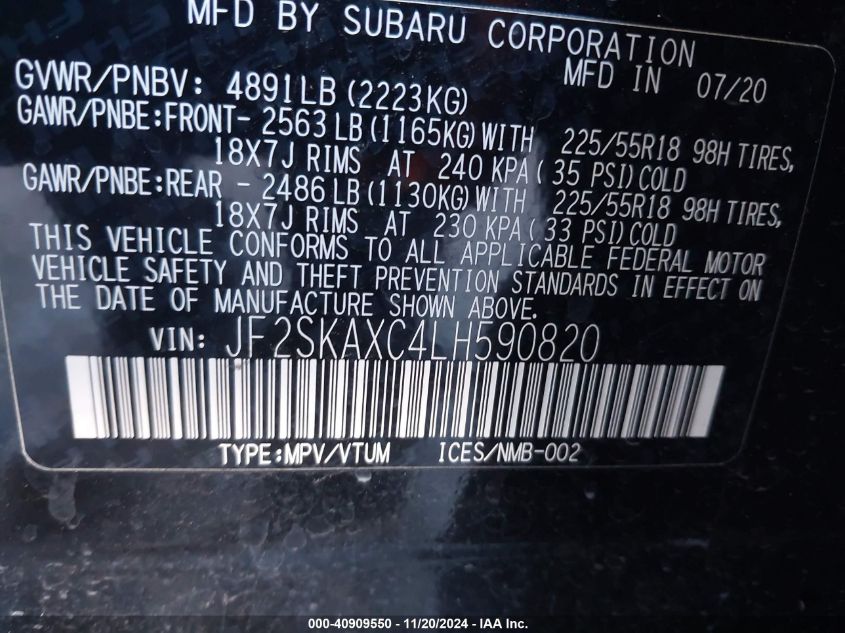 MFD BY SUBARU CORPORATION
MFD IN 07/20
GVWR/PNBV: 4891LB (2223KG)
GAWR/PNBE:FRONT- 2563 LB (1165KG) WITH 225/55R18 98H TIRES,
18X7J RIMS AT 240 KPA ( 35 PSI) COLD
GAWR/PNBE:REAR - 2486 LB (1130KG) WITH 225/55R18 98H TIRES,
18X7J RIMS AT 230 KPA ( 33 PSI) COLD
THIS VEHICLE CONFORMS TO ALL APPLICABLE FEDERAL MOTOR
VEHICLE SAFETY AND THEFT PREVENTION STANDARDS IN EFFECT ON
THE DATE OF MANUFACTURE SHOWN ABOVE.
VIN: JF2SKAXC4LH590820
TYPE:MPV/VTUM ICES/NMB-002
000-40909550 - 11/20/2024 - IAA Inc.